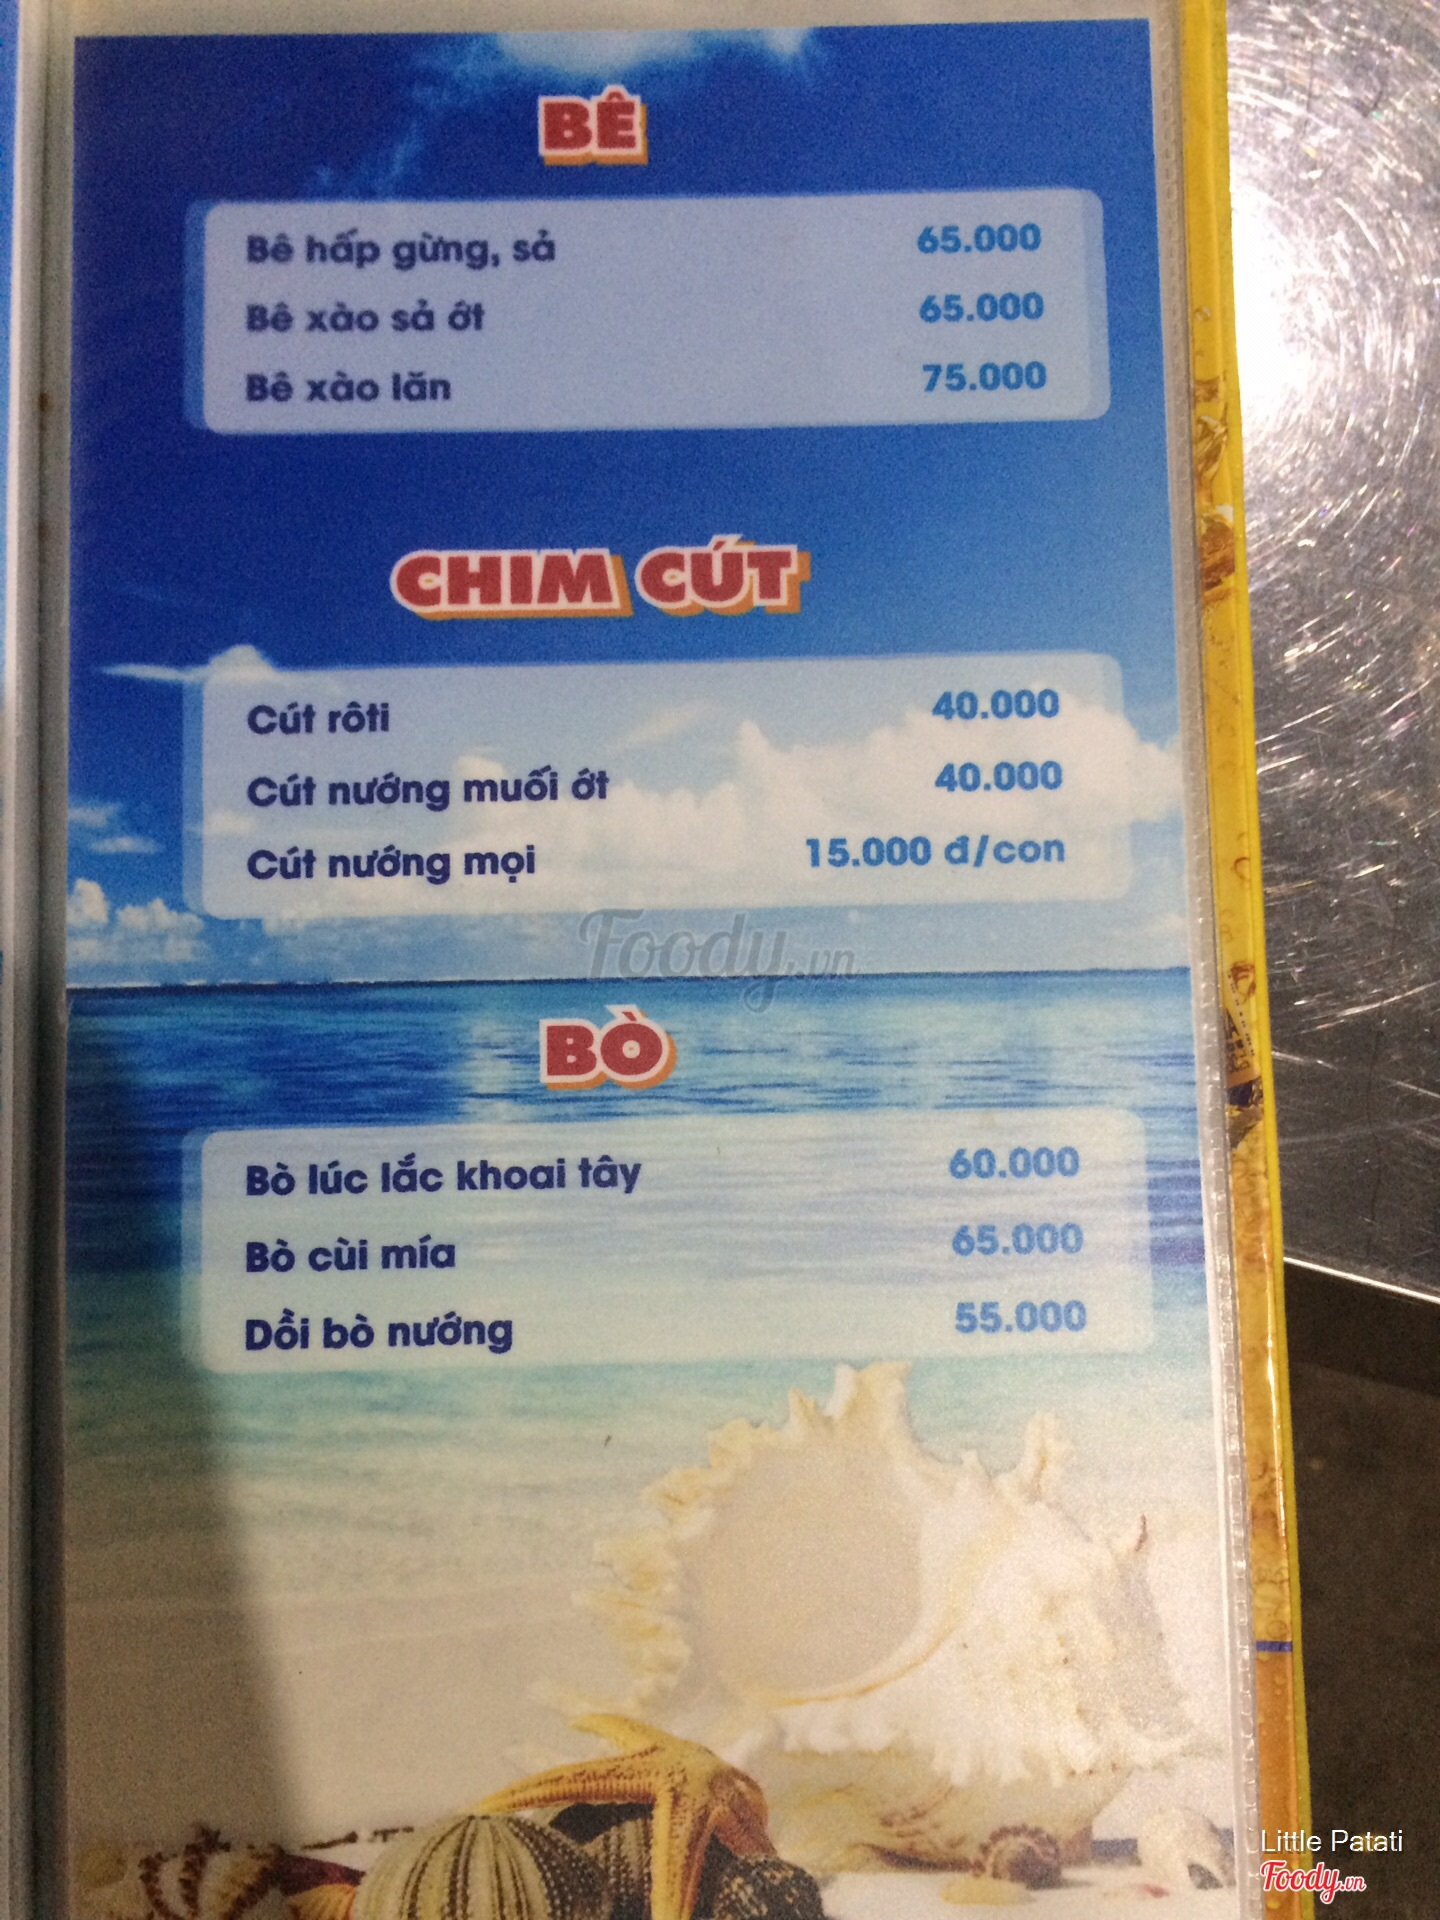 BÊ
Bê hấp gừng, sả 65.000
Bê xào sả ớt 65.000
Bê xào lăn 75.000
CHIM CÚT
Cút rôti 40.000
Cút nướng muối ớt 40.000
Cút nướng mọi 15.000 đ/con
Foody.vn
BÒ
Bò lúc lắc khoai tây 60.000
Bò cùi mía 65.000
Dồi bò nướng 55.000
Little Patati
Foody.vn